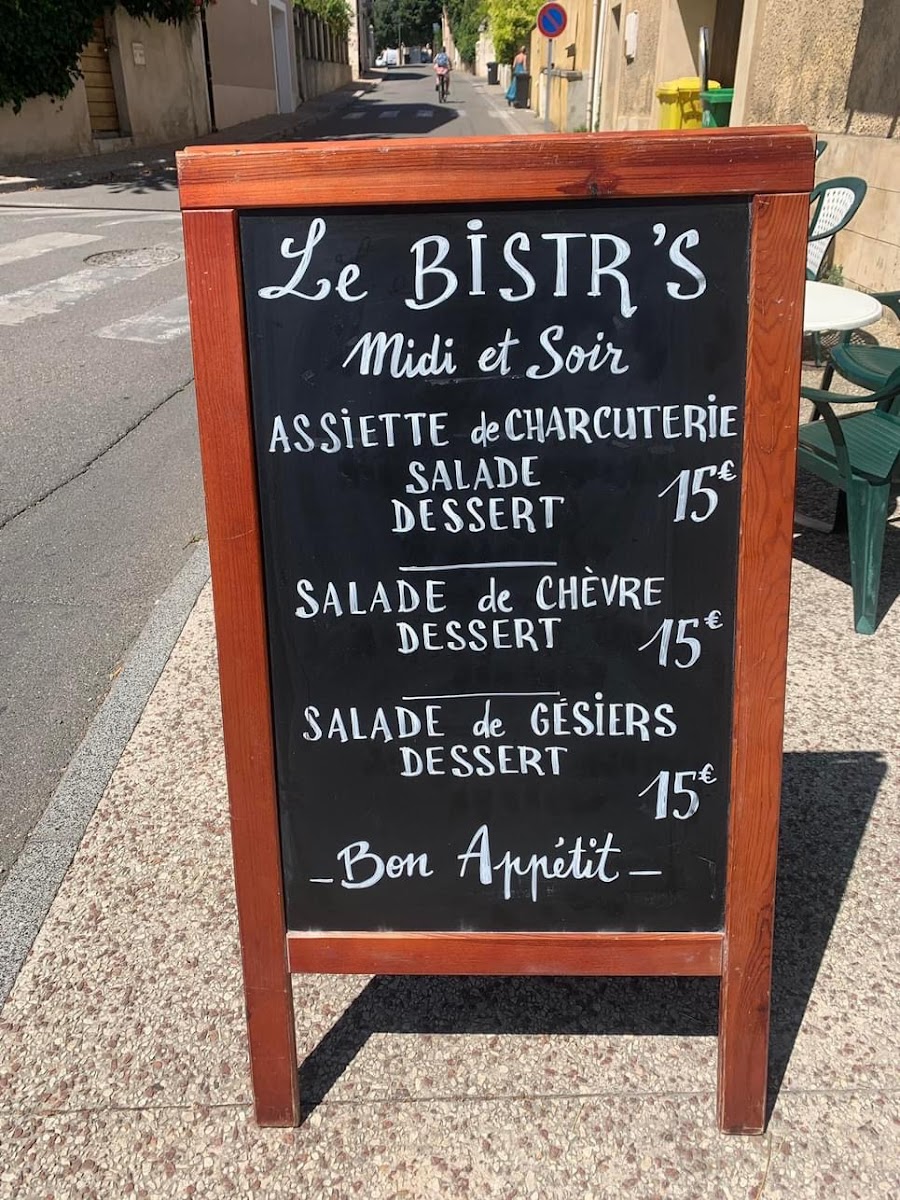 Le BiSTR'S
Midi et Soir
ASSiETTE de CHARCUTERiE
SALADE
DESSERT 15€
SALADE de CHÈVRE
DESSERT 15€
SALADE de GÉSiERS
DESSERT
15€
_ Bon Appétit _